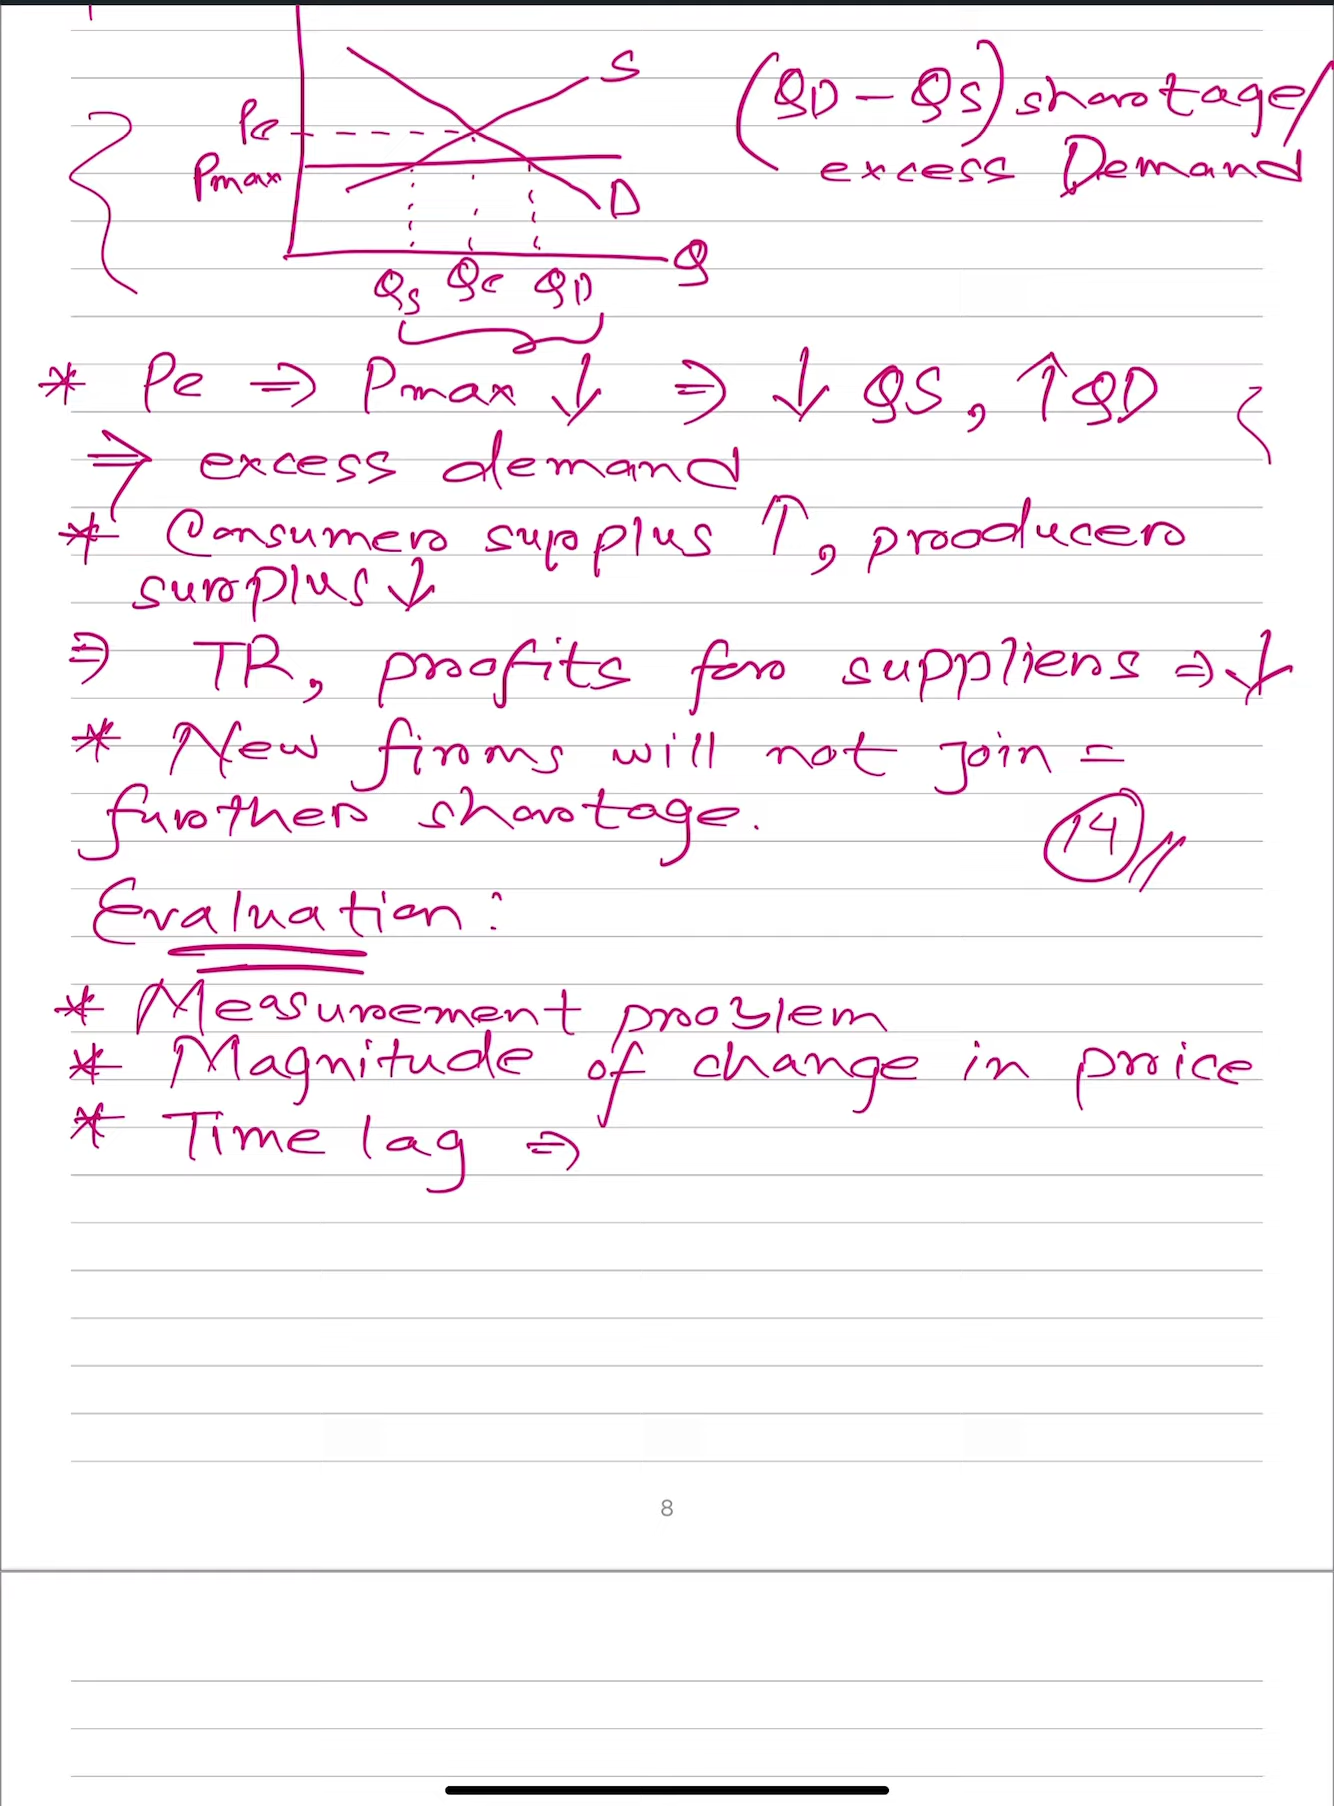 S
(QD - QS) shortage/
excess Demand
Pe
Pmax
D
Q
Qs Qe QD
* Pe ⇒ Pmax ↓ ⇒ ↓ QS, ↑ QD
⇒ excess demand
* Consumer surplus ↑, producer
surplus ↓
⇒ TR, profits for suppliers ⇒ ↓
* New firms will not join =
further shortage.
14 //
Evaluation:
* Measurement problem
* Magnitude of change in price
* Time lag ⇒
8